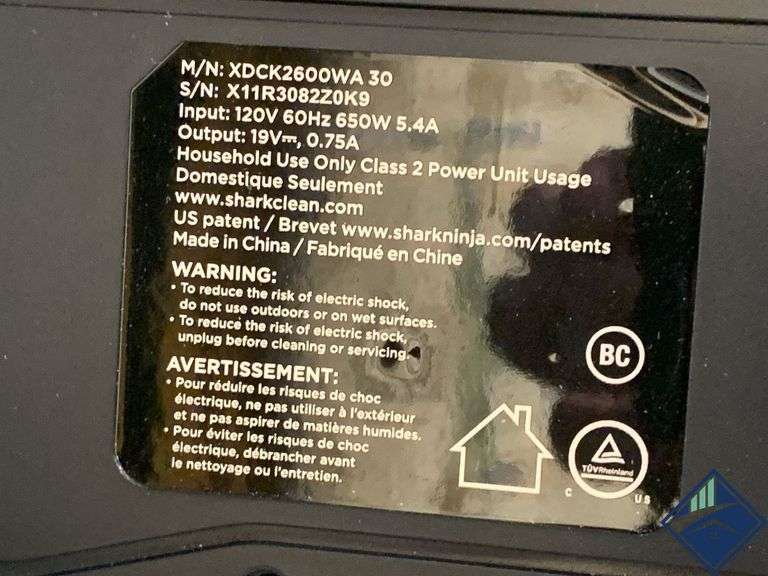 M/N: XDCK2600WA 30
S/N: X11R3082Z0K9
Input: 120V 60Hz 650W 5.4A
Output: 19V⎓, 0.75A
Household Use Only Class 2 Power Unit Usage
Domestique Seulement
www.sharkclean.com
US patent / Brevet www.sharkninja.com/patents
Made in China / Fabriqué en Chine
WARNING:
• To reduce the risk of electric shock,
do not use outdoors or on wet surfaces.
• To reduce the risk of electric shock,
unplug before cleaning or servicing.
AVERTISSEMENT:
• Pour réduire les risques de choc
électrique, ne pas utiliser à l'extérieur
et ne pas aspirer de matières humides.
• Pour éviter les risques de choc
électrique, débrancher avant
le nettoyage ou l'entretien.
BC
TÜVRheinland
C US